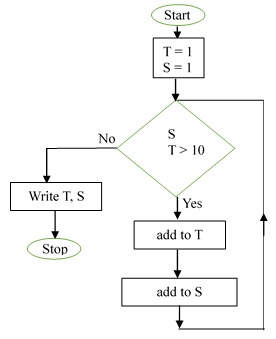 Start
T = 1
S = 1
S
T > 10
No
Yes
Write T, S
add to T
Stop
add to S